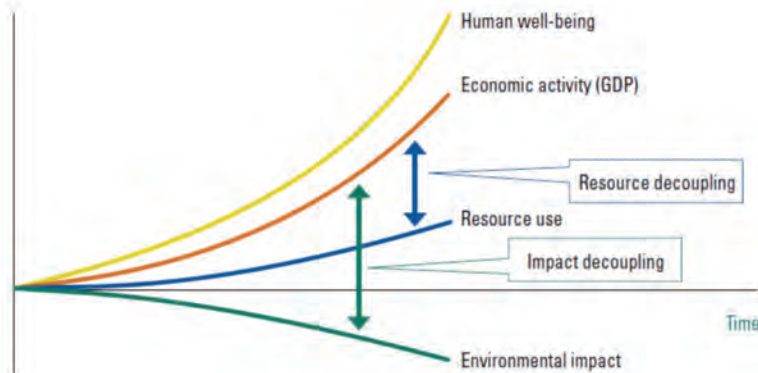 Human well-being
Economic activity (GDP)
Resource decoupling
Resource use
Impact decoupling
Time
Environmental impact